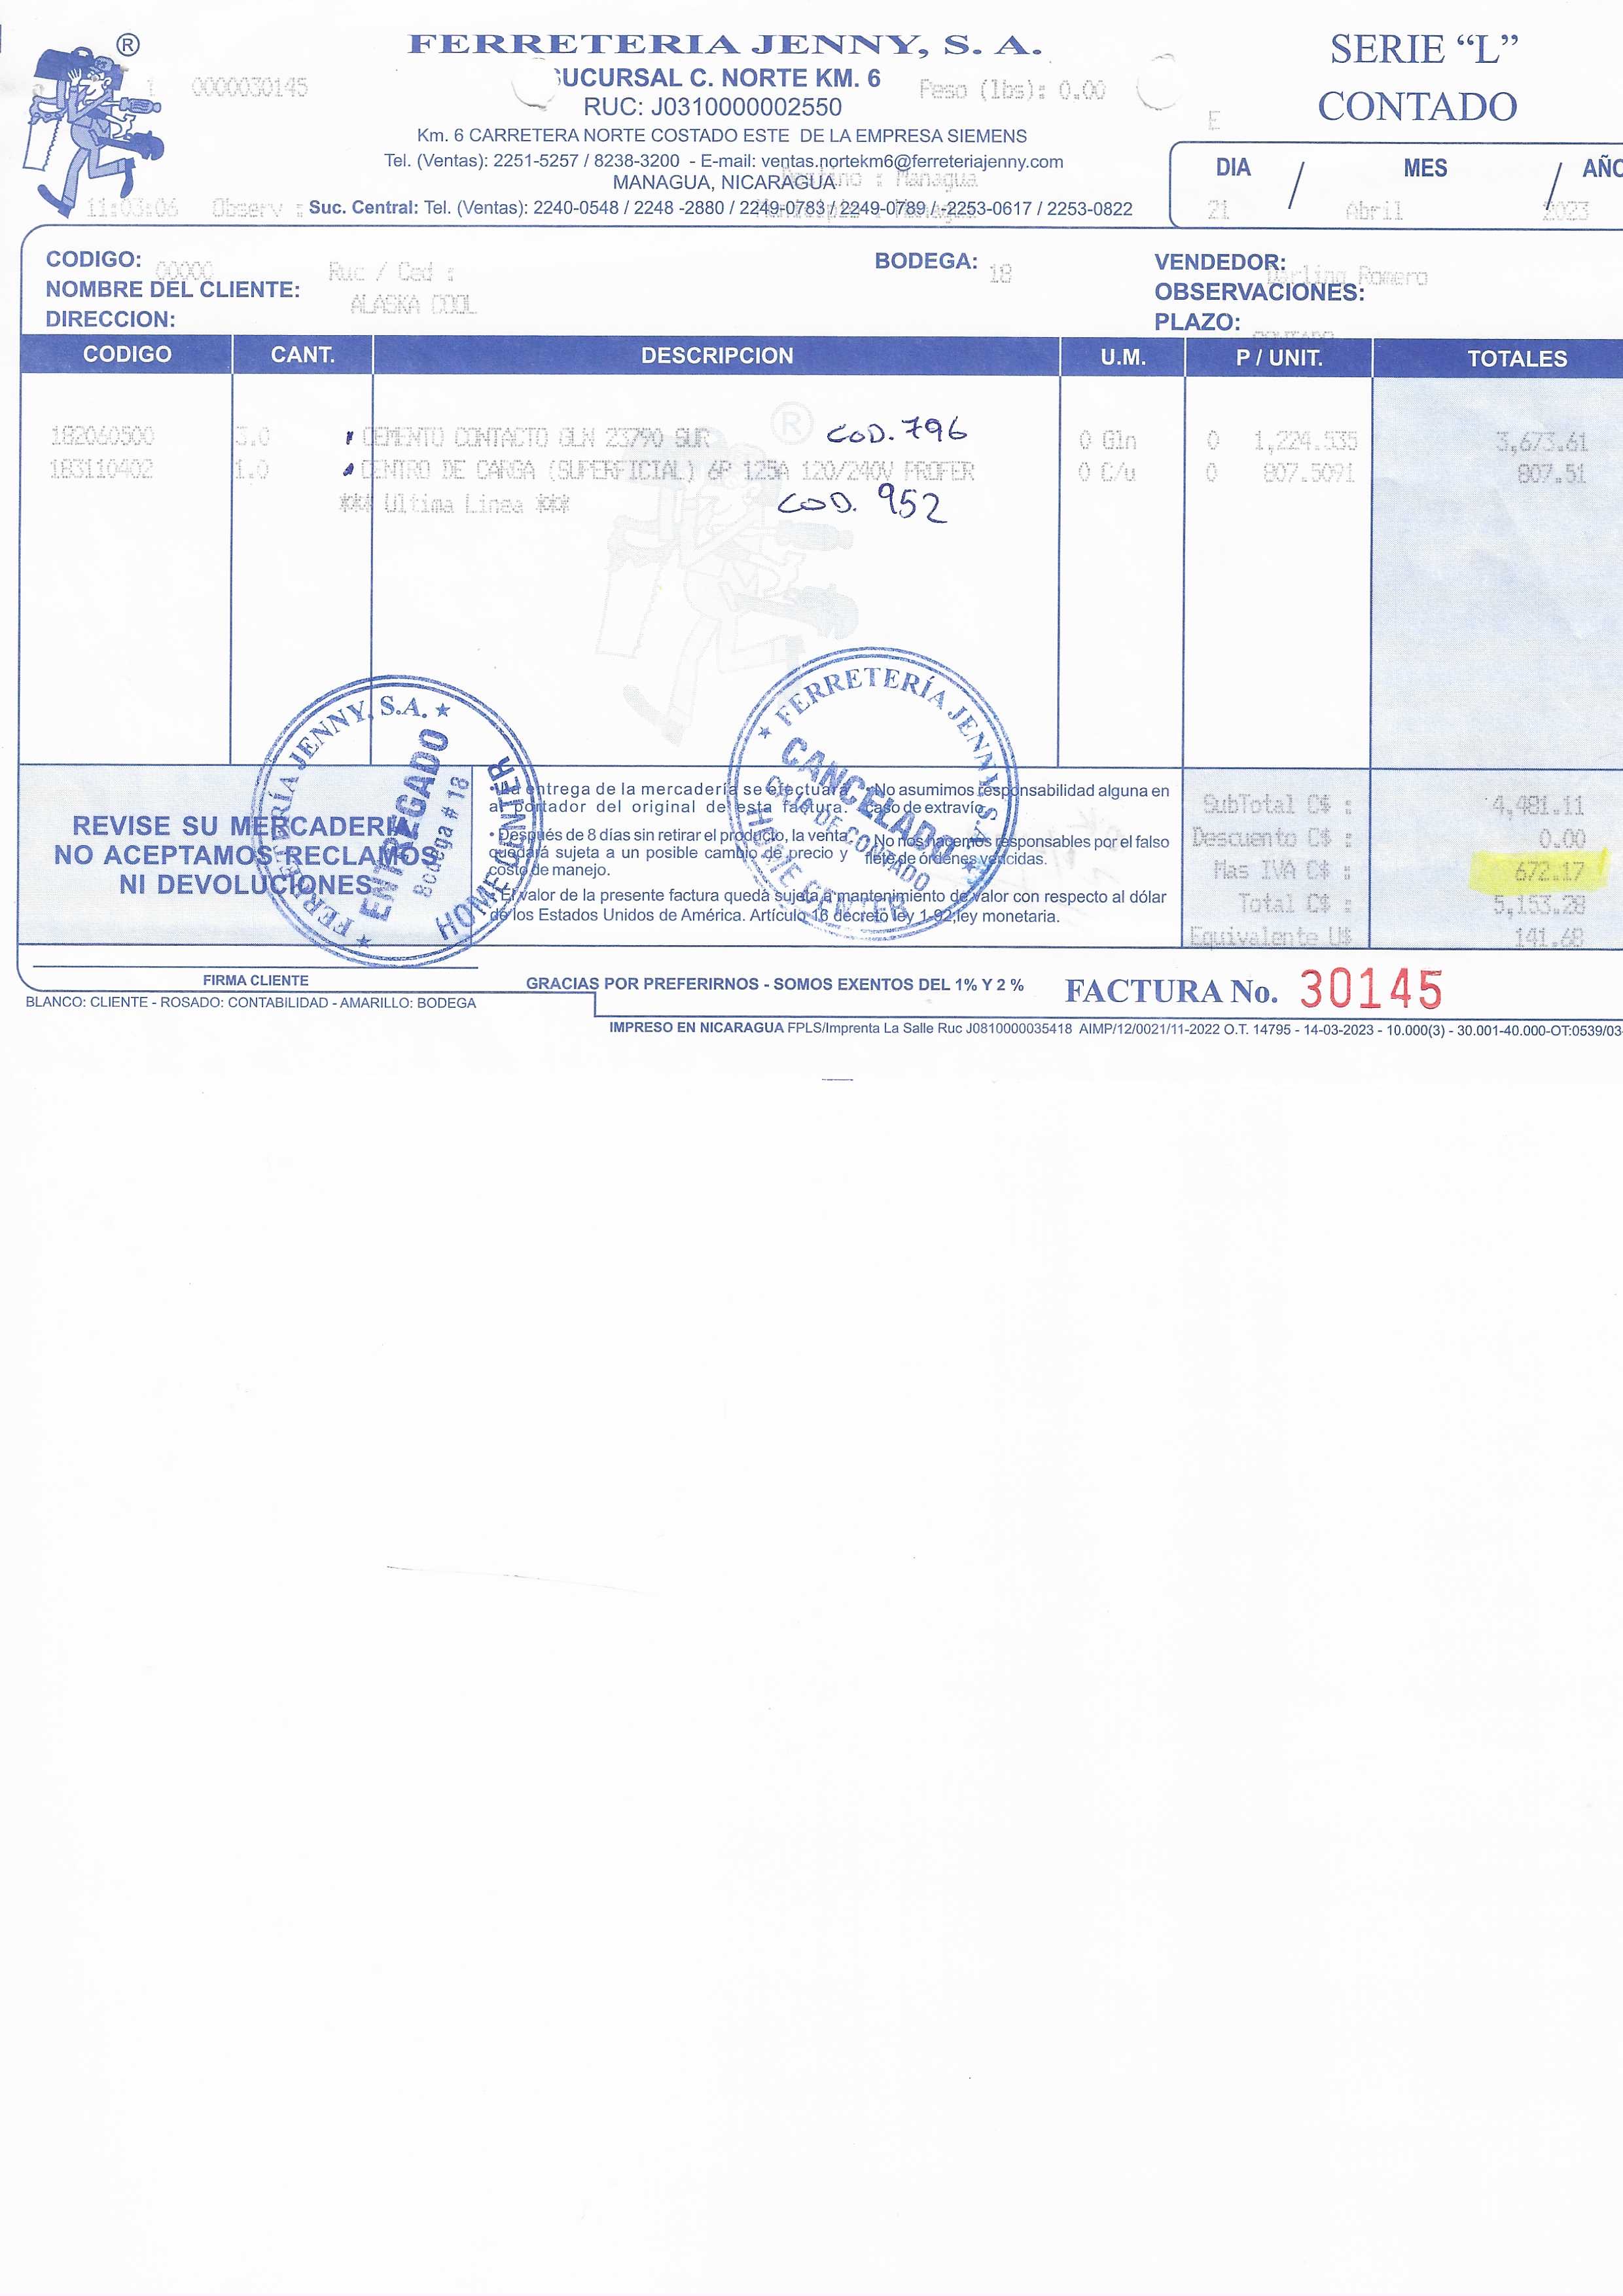 ®
FERRETERIA JENNY, S. A.
SERIE “L”
CONTADO
UCURSAL C. NORTE KM. 6
0000030145
Peso (lbs): 0.00
RUC: J0310000002550
E
Km. 6 CARRETERA NORTE COSTADO ESTE DE LA EMPRESA SIEMENS
Tel. (Ventas): 2251-5257 / 8238-3200 - E-mail: ventas.nortekm6@ferreteriajenny.com
MANAGUA, NICARAGUA : Managua
DIA / MES / AÑO
21 Abril 2023
11:03:06 Observ :
Suc. Central: Tel. (Ventas): 2240-0548 / 2248 -2880 / 2249-0783 / 2249-0789 / -2253-0617 / 2253-0822
CODIGO: 00000 Ruc / Ced :
BODEGA: 18
VENDEDOR: Darling Romero
NOMBRE DEL CLIENTE: ALASKA COOL
OBSERVACIONES:
DIRECCION:
PLAZO:
CODIGO CANT. DESCRIPCION U.M. P / UNIT. TOTALES
182060500 3.0 CEMENTO CONTACTO GLN 23790 SUR COD. 796 0 Gln 0 1,224.535 3,673.61
183110402 1.0 CENTRO DE CARGA (SUPERFICIAL) 6P 125A 120/240V PROFER 0 C/u 0 807.5091 807.51
*** Ultima Linea *** COD. 952
FERRETERÍA JENNY, S.A.
ENTREGADO
Bodega # 18
HOME CENTER
FERRETERÍA JENNY, S.A.
CANCELADO
CAJA DE CONTADO
HOME CENTER
REVISE SU MERCADERIA
NO ACEPTAMOS RECLAMOS
NI DEVOLUCIONES
La entrega de la mercadería se efectuará
al portador del original de esta factura.
Después de 8 días sin retirar el producto, la venta
quedará sujeta a un posible cambio de precio y
costo de manejo.
No asumimos responsabilidad alguna en
caso de extravío.
No nos hacemos responsables por el falso
flete de órdenes vencidas.
El valor de la presente factura queda sujeta a mantenimiento de valor con respecto al dólar
de los Estados Unidos de América. Artículo 16 decreto ley 1-92 ley monetaria.
SubTotal C$ : 4,481.11
Descuento C$ : 0.00
Mas IVA C$ : 672.17
Total C$ : 5,153.28
Equivalente U$ 141.68
FIRMA CLIENTE
GRACIAS POR PREFERIRNOS - SOMOS EXENTOS DEL 1% Y 2 %
FACTURA No. 30145
BLANCO: CLIENTE - ROSADO: CONTABILIDAD - AMARILLO: BODEGA
IMPRESO EN NICARAGUA FPLS/Imprenta La Salle Ruc J0810000035418 AIMP/12/0021/11-2022 O.T. 14795 - 14-03-2023 - 10.000(3) - 30.001-40.000-OT:0539/03